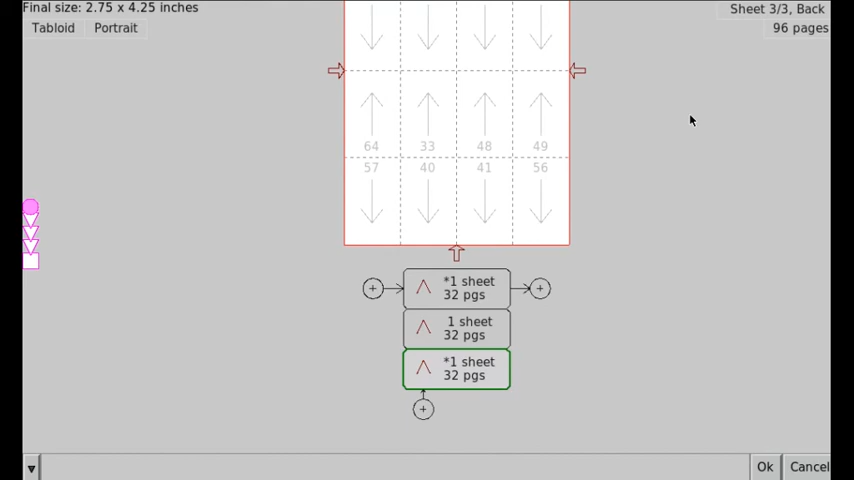 Final size: 2.75 x 4.25 inches
Sheet 3/3, Back
Tabloid Portrait
96 pages
64 33 48 49
57 40 41 56
*1 sheet
32 pgs
1 sheet
32 pgs
*1 sheet
32 pgs
Ok Cancel